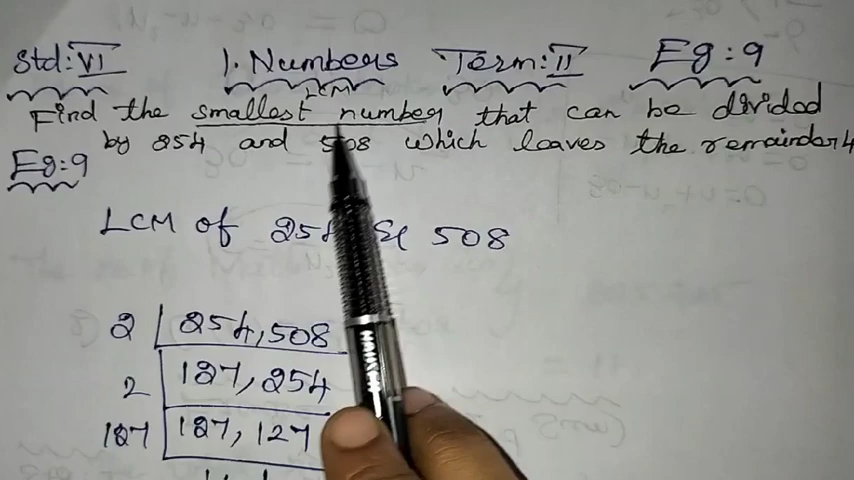 Std: VI 1. Numbers Term: II Eg: 9
LCM
Find the smallest number that can be divided
by 254 and 508 which leaves the remainder 4
Eg: 9
LCM of 254 & 508
2 254, 508
2 127, 254
127 127, 127